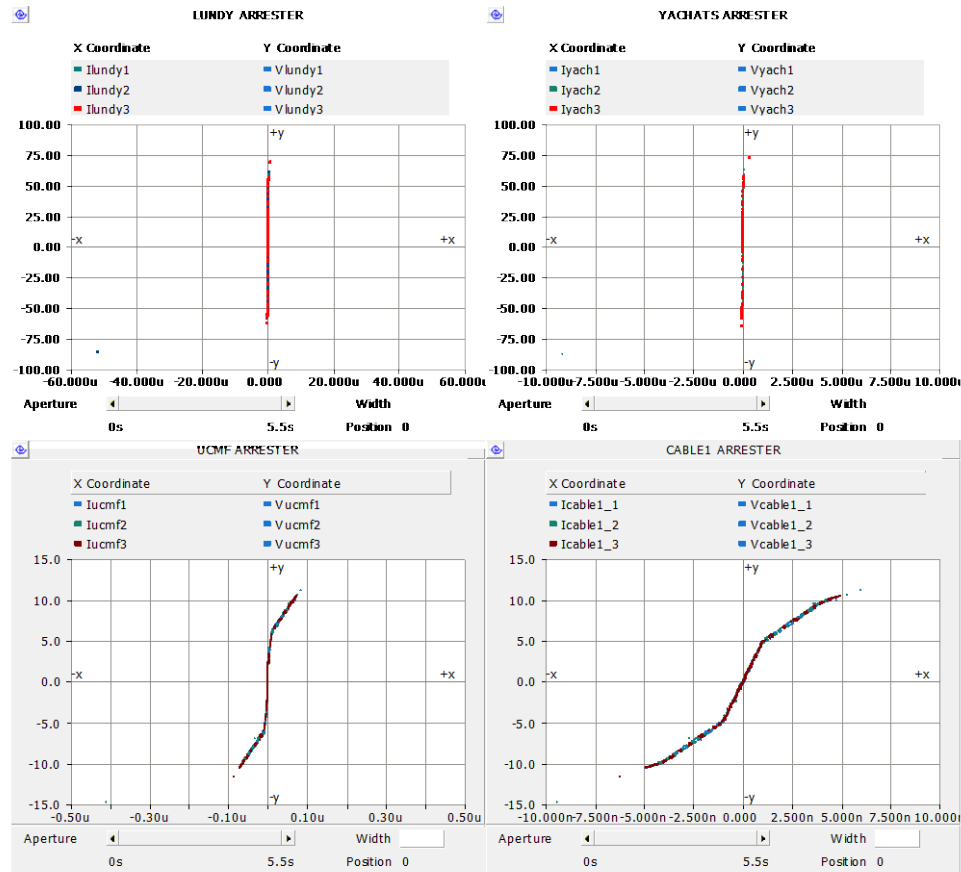 LUNDY ARRESTER
X Coordinate Y Coordinate
Ilundy1 Vlundy1
Ilundy2 Vlundy2
Ilundy3 Vlundy3
100.00
75.00
50.00
25.00
0.00
-25.00
-50.00
-75.00
-100.00
+y
-x +x
-y
-60.000u -40.000u -20.000u 0.000 20.000u 40.000u 60.000u
Aperture Width
0s 5.5s Position 0
YACHATS ARRESTER
X Coordinate Y Coordinate
Iyach1 Vyach1
Iyach2 Vyach2
Iyach3 Vyach3
100.00
75.00
50.00
25.00
0.00
-25.00
-50.00
-75.00
-100.00
+y
-x +x
-y
-10.000n -7.500n -5.000n -2.500n 0.000 2.500n 5.000n 7.500n 10.000n
Aperture Width
0s 5.5s Position 0
UCMF ARRESTER
X Coordinate Y Coordinate
Iucmf1 Vucmf1
Iucmf2 Vucmf2
Iucmf3 Vucmf3
15.0
10.0
5.0
0.0
-5.0
-10.0
-15.0
+y
-x +x
-y
-0.50u -0.30u -0.10u 0.10u 0.30u 0.50u
Aperture Width
0s 5.5s Position 0
CABLE1 ARRESTER
X Coordinate Y Coordinate
Icable1_1 Vcable1_1
Icable1_2 Vcable1_2
Icable1_3 Vcable1_3
15.0
10.0
5.0
0.0
-5.0
-10.0
-15.0
+y
-x +x
-y
-10.000n -7.500n -5.000n -2.500n 0.000 2.500n 5.000n 7.500n 10.000n
Aperture Width
0s 5.5s Position 0